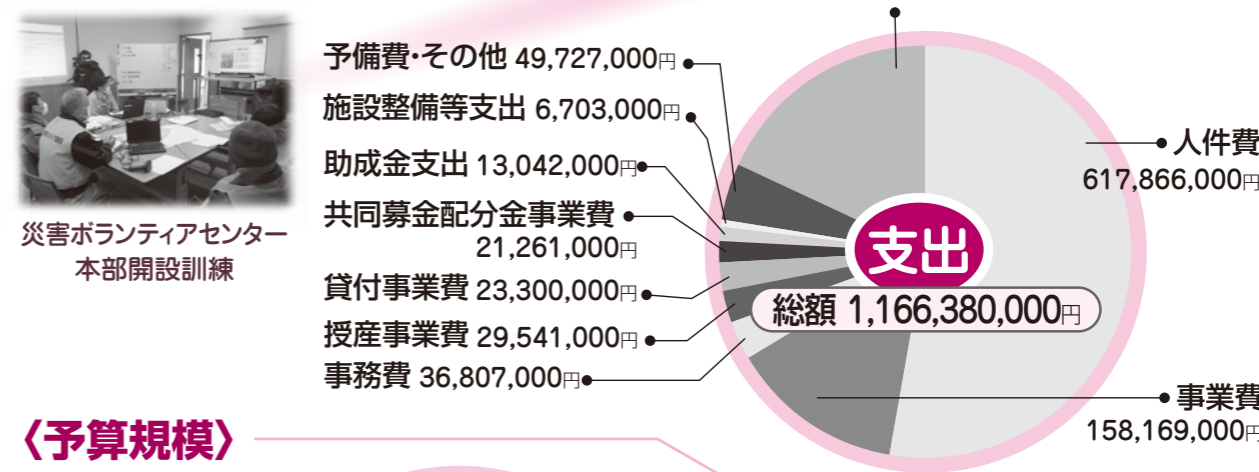 予備費・その他 49,727,000円
施設整備等支出 6,703,000円
助成金支出 13,042,000円
共同募金配分金事業費
21,261,000円
貸付事業費 23,300,000円
授産事業費 29,541,000円
事務費 36,807,000円
人件費
617,866,000円
支出
総額 1,166,380,000円
事業費
158,169,000円
災害ボランティアセンター
本部開設訓練
〈予算規模〉